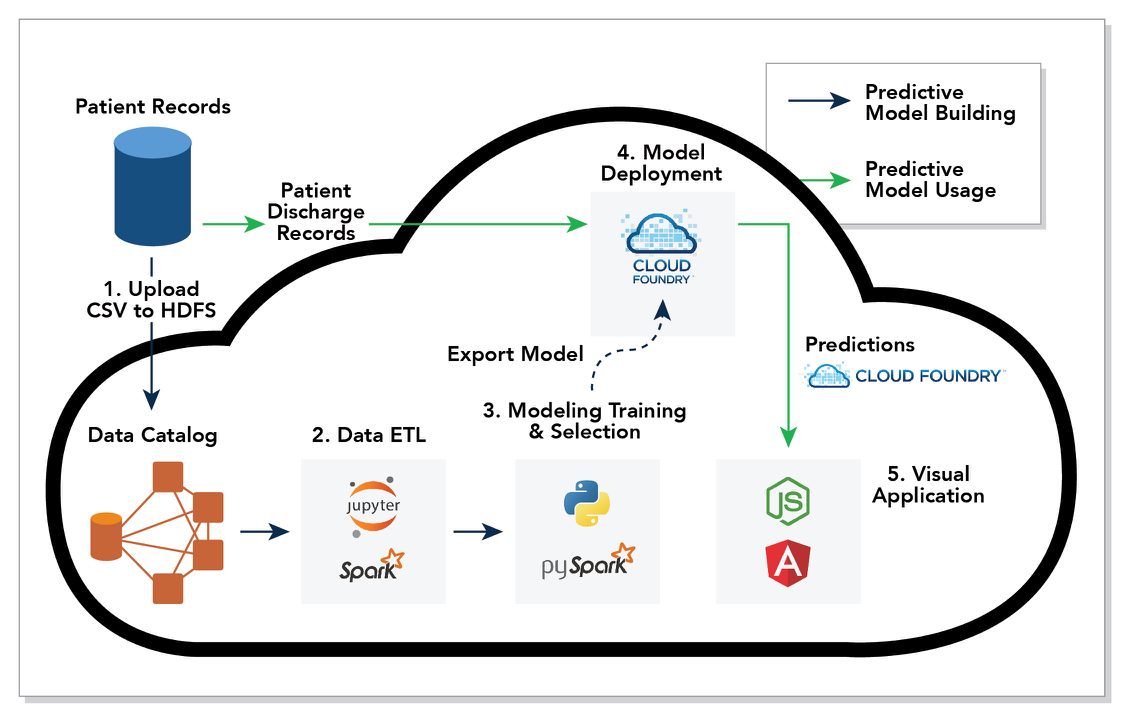 Patient Records
Predictive
Model Building
Predictive
Model Usage
4. Model
Deployment
Patient
Discharge
Records
CLOUD
FOUNDRY™
1. Upload
CSV to HDFS
Export Model
Predictions
CLOUD FOUNDRY™
Data Catalog
2. Data ETL
3. Modeling Training
& Selection
5. Visual
Application
jupyter
Spark
pySpark
JS
A